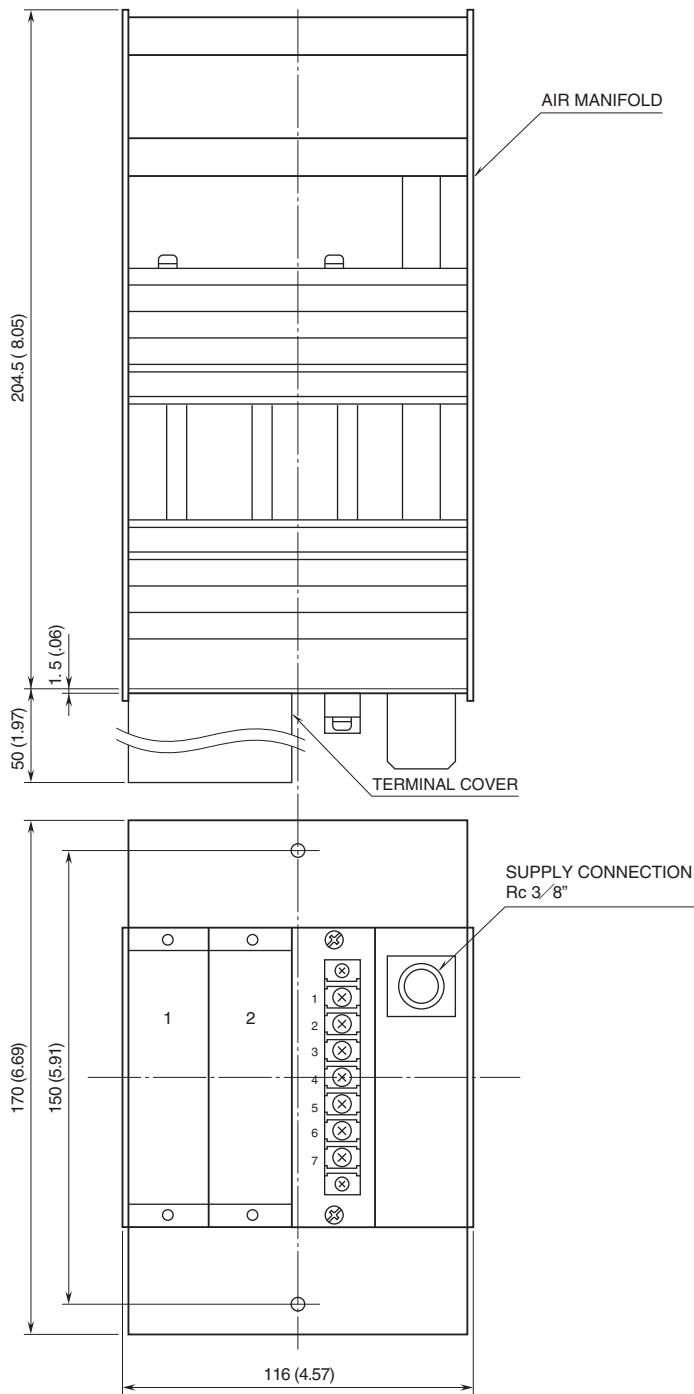 AIR MANIFOLD
204.5 ( 8.05)
1. 5 (.06)
50 (1.97)
TERMINAL COVER
SUPPLY CONNECTION
Rc 3/8”
170 (6.69)
150 (5.91)
1
2
1
2
3
4
5
6
7
116 (4.57)